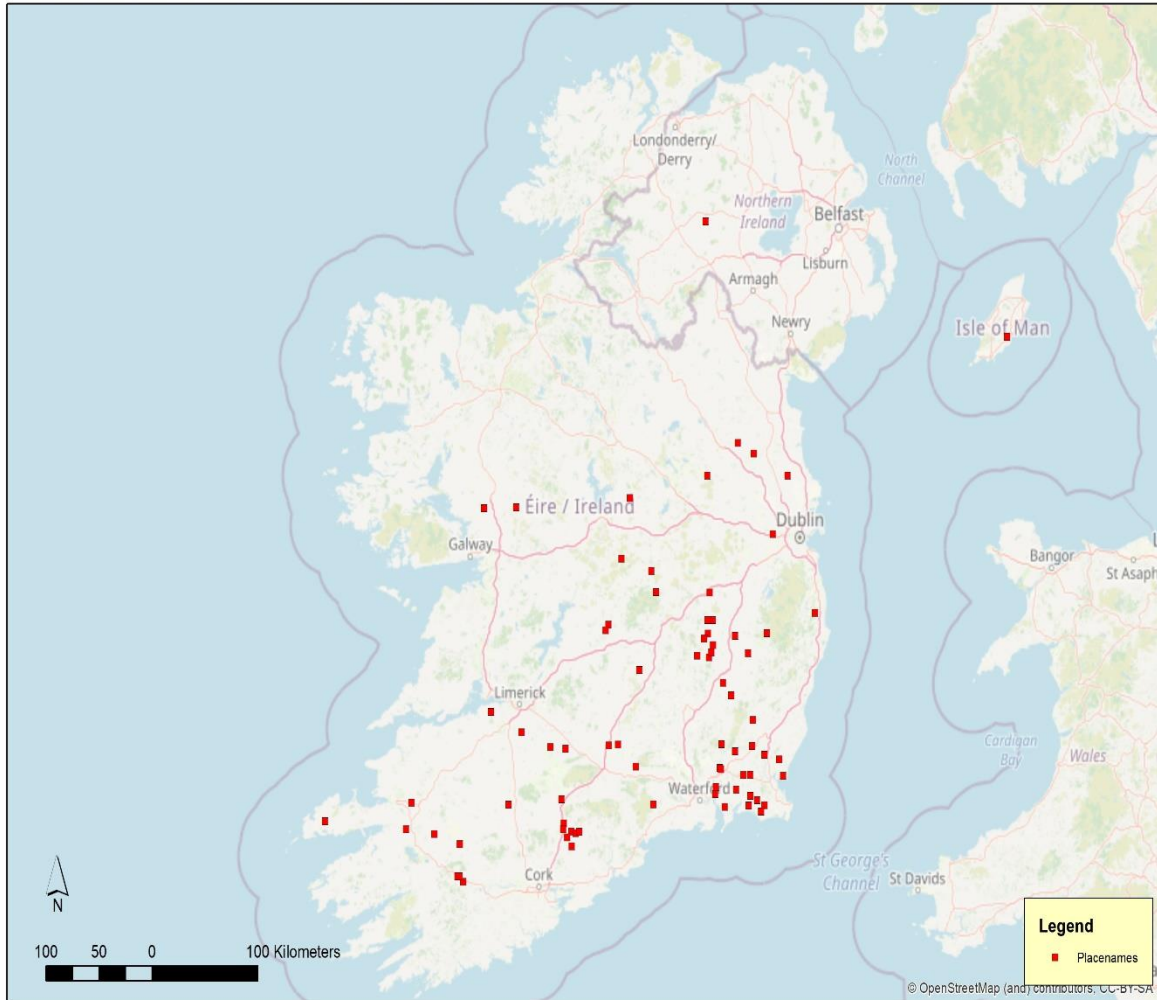 Londonderry/
Derry
North
Channel
Northern
Ireland
Belfast
Lisburn
Armagh
Newry
Isle of Man
Éire / Ireland
Dublin
Galway
Bangor
St Asaph
Limerick
Cardigan
Bay
Wales
Waterford
St George's
Channel
St Davids
Cork
N
100 50 0 100 Kilometers
Legend
Placenames
© OpenStreetMap (and) contributors, CC-BY-SA